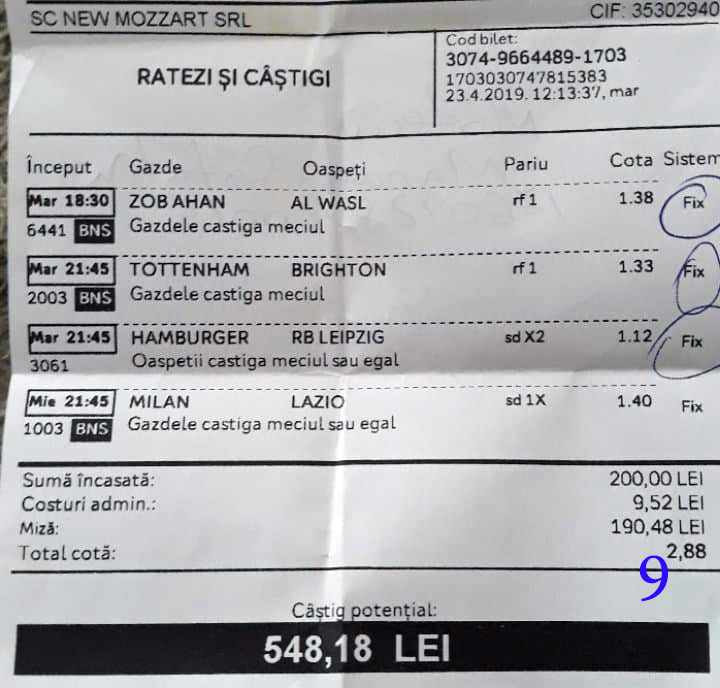 SC NEW MOZZART SRL CIF: 35302940
RATEZI ȘI CÂȘTIGI
Cod bilet:
3074-9664489-1703
1703030747815383
23.4.2019. 12:13:37, mar
Început Gazde Oaspeți Pariu Cota Sistem
Mar 18:30 ZOB AHAN AL WASL rf 1 1.38 Fix
6441 BNS Gazdele castiga meciul
Mar 21:45 TOTTENHAM BRIGHTON rf 1 1.33 Fix
2003 BNS Gazdele castiga meciul
Mar 21:45 HAMBURGER RB LEIPZIG sd X2 1.12 Fix
3061 Oaspetii castiga meciul sau egal
Mie 21:45 MILAN LAZIO sd 1X 1.40 Fix
1003 BNS Gazdele castiga meciul sau egal
Sumă încasată: 200,00 LEI
Costuri admin.: 9,52 LEI
Miză: 190,48 LEI
Total cotă: 2,88
9
Câștig potențial:
548,18 LEI